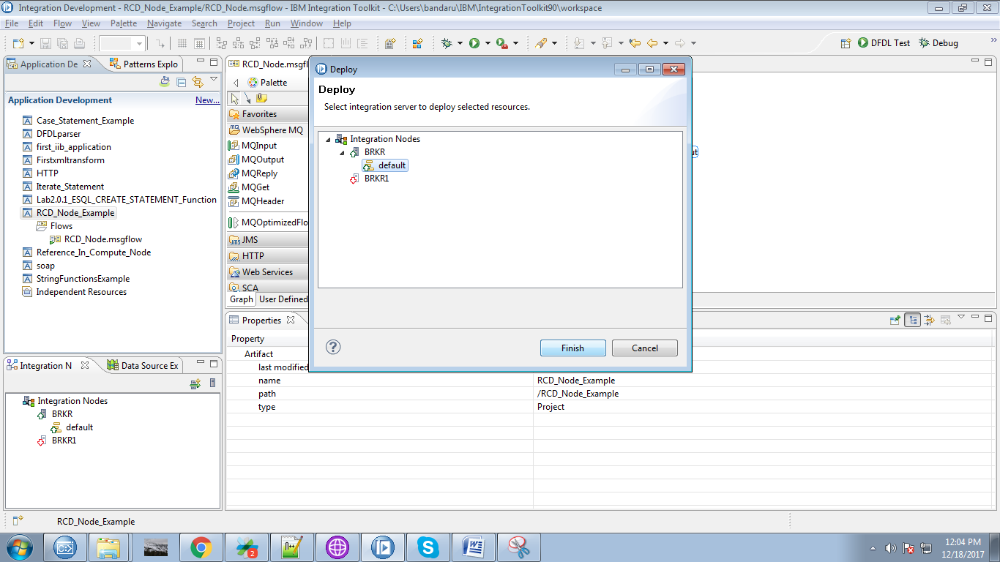 Integration Development - RCD_Node_Example/RCD_Node.msgflow - IBM Integration Toolkit - C:\Users\bandaru\IBM\IntegrationToolkit90\workspace
File Edit Flow View Palette Navigate Search Project Run Window Help
DFDL Test Debug
Application De
Patterns Explo
Application Development New...
Case_Statement_Example
DFDLparser
first_iib_application
Firstxmltransform
HTTP
Iterate_Statement
Lab2.0.1_ESQL_CREATE_STATEMENT_Function
RCD_Node_Example
Flows
RCD_Node.msgflow
Reference_In_Compute_Node
soap
StringFunctionsExample
Independent Resources
Integration N
Data Source Ex
Integration Nodes
BRKR
default
BRKR1
RCD_Node.msgfl
Palette
Favorites
WebSphere MQ
MQInput
MQOutput
MQReply
MQGet
MQHeader
MQOptimizedFlo
JMS
HTTP
Web Services
SCA
Graph User Defined
ut
Deploy
Deploy
Select integration server to deploy selected resources.
Integration Nodes
BRKR
default
BRKR1
?
Finish Cancel
Properties
Property
Artifact
last modified
name RCD_Node_Example
path /RCD_Node_Example
type Project
RCD_Node_Example
n++
2
12:04 PM
12/18/2017